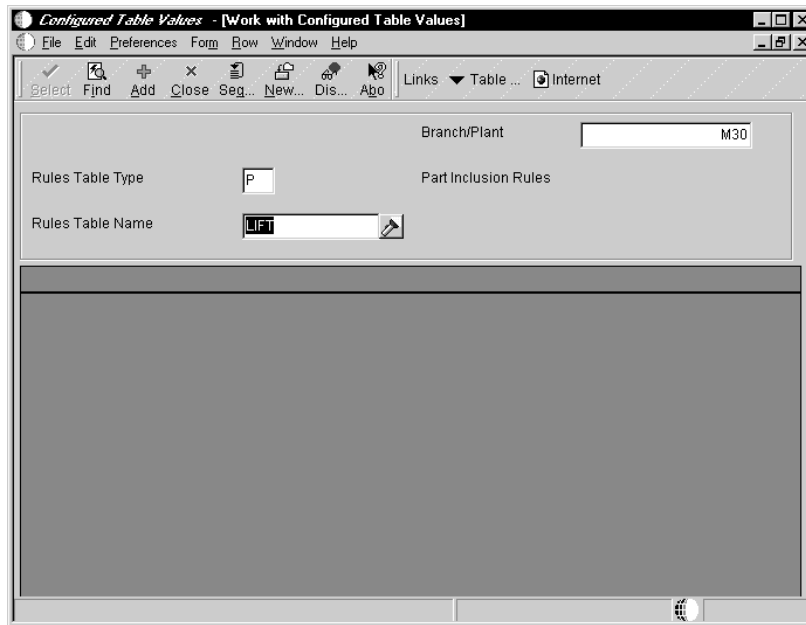 Configured Table Values - [Work with Configured Table Values]
File Edit Preferences Form Row Window Help
Select Find Add Close Seg... New... Dis... Abo Links Table ... Internet
Branch/Plant M30
Rules Table Type P Part Inclusion Rules
Rules Table Name LIFT